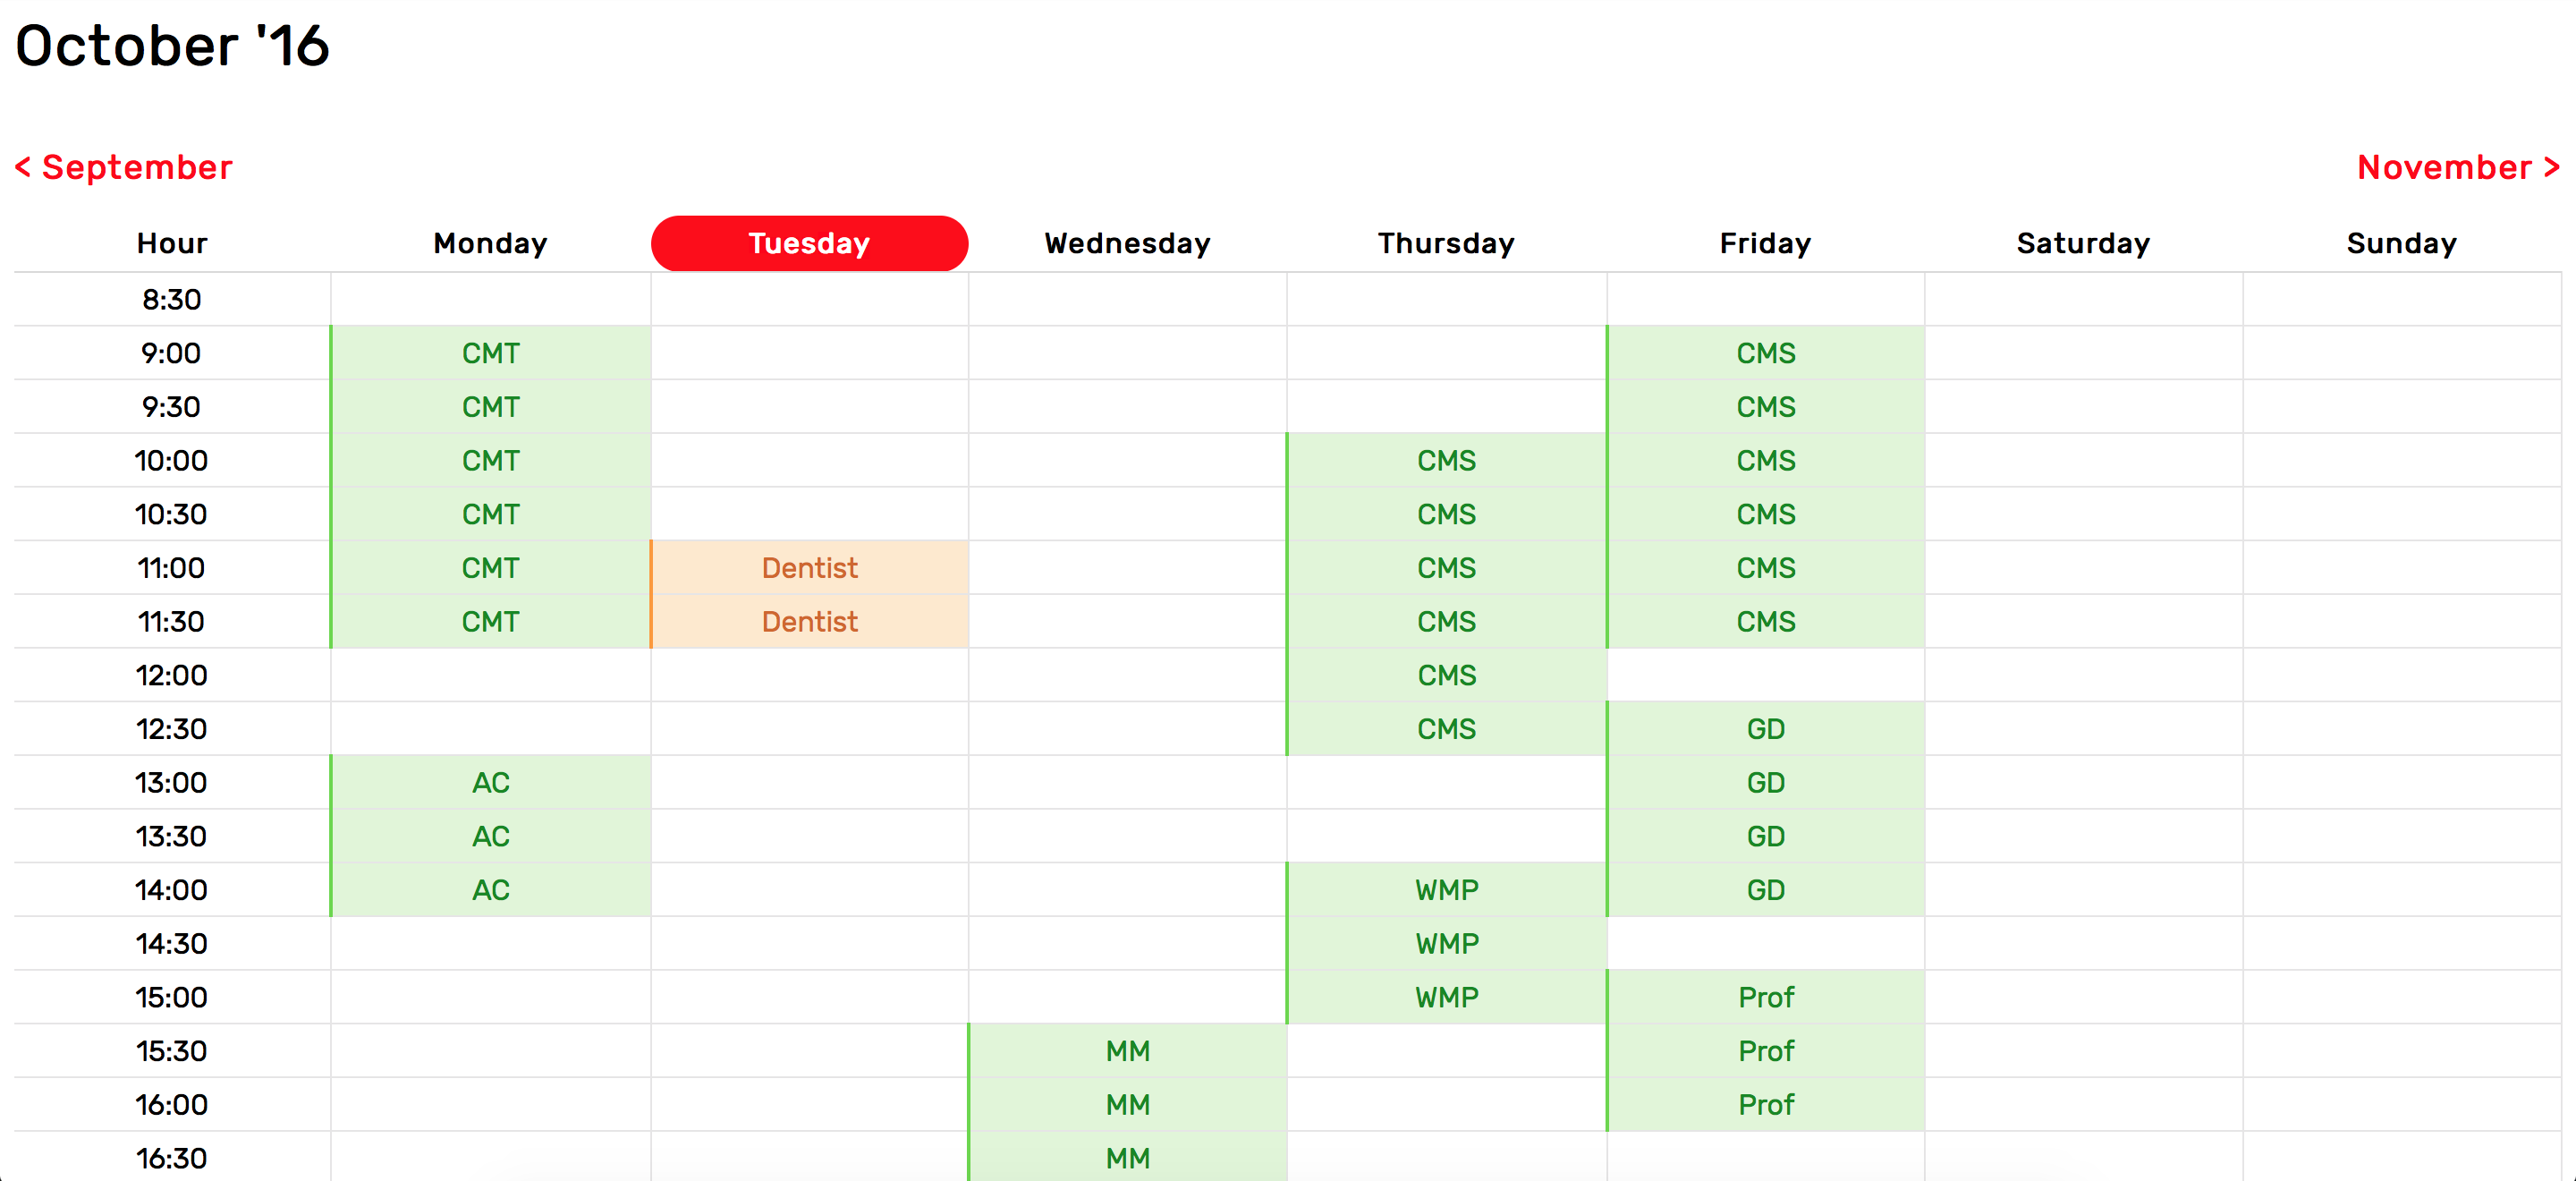 October '16
< September November >
Hour Monday Tuesday Wednesday Thursday Friday Saturday Sunday
8:30
9:00 CMT CMS
9:30 CMT CMS
10:00 CMT CMS CMS
10:30 CMT CMS CMS
11:00 CMT Dentist CMS CMS
11:30 CMT Dentist CMS CMS
12:00 CMS
12:30 CMS GD
13:00 AC GD
13:30 AC GD
14:00 AC WMP GD
14:30 WMP
15:00 WMP Prof
15:30 MM Prof
16:00 MM Prof
16:30 MM